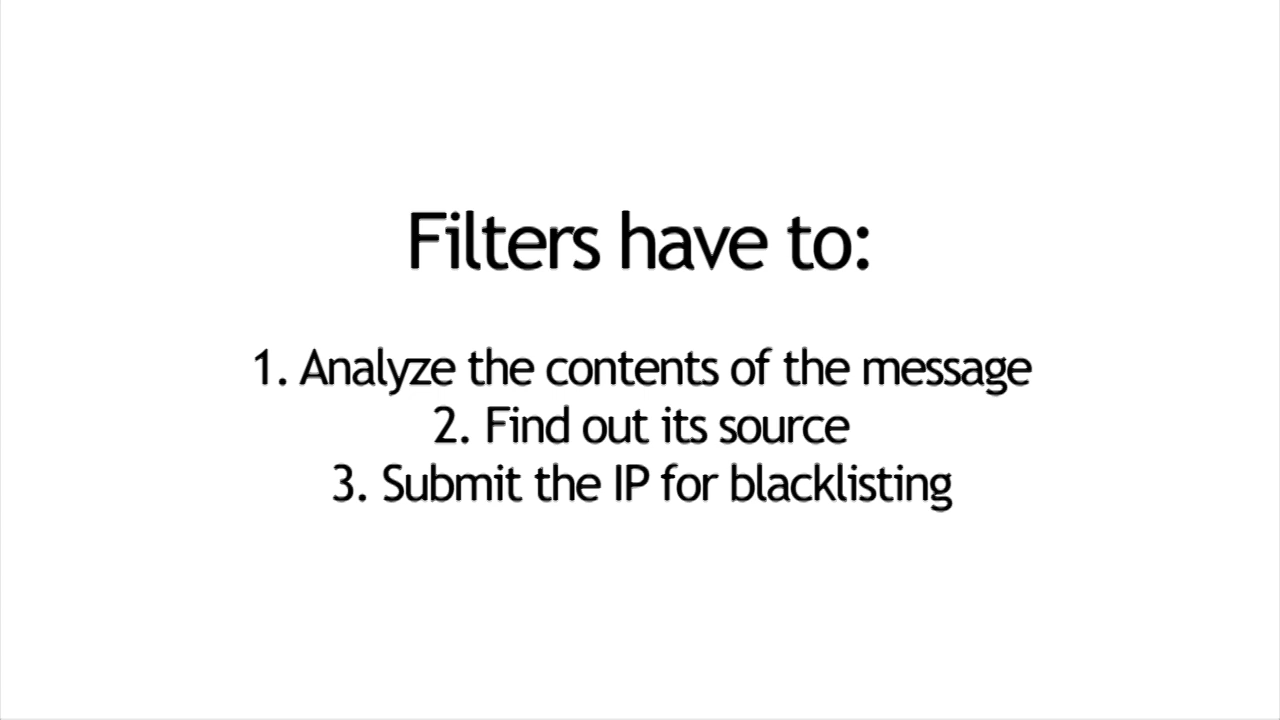 Filters have to:
1. Analyze the contents of the message
2. Find out its source
3. Submit the IP for blacklisting